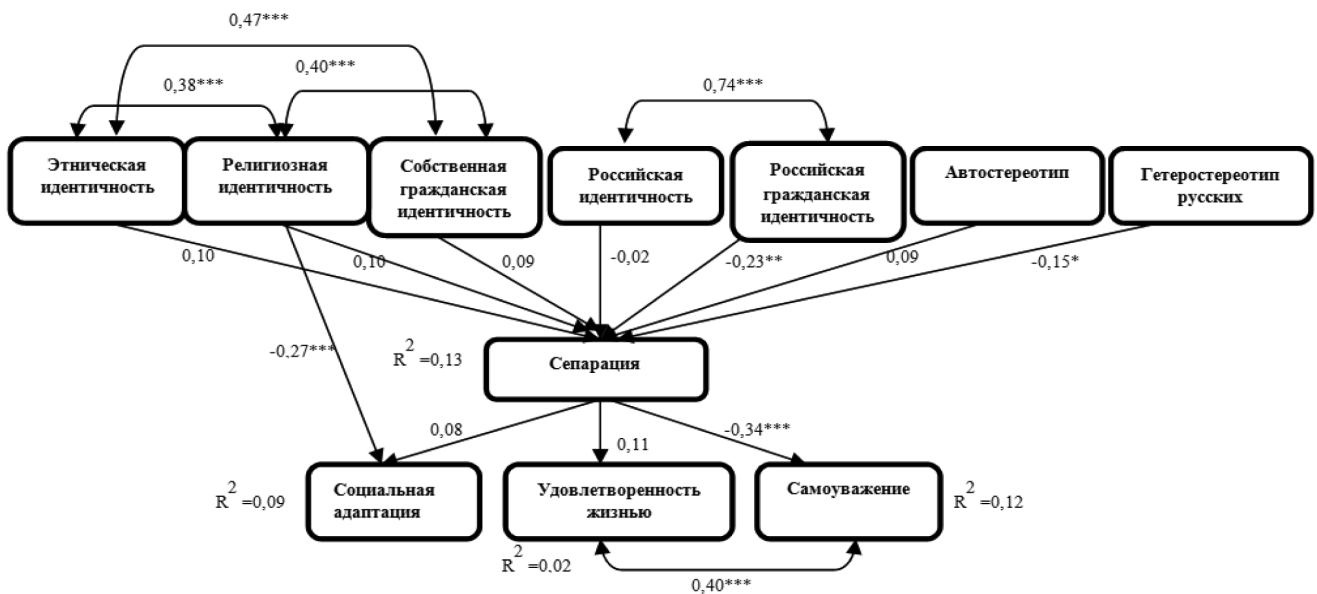 0,47***
0,40***
0,38***
0,74***
Этническая
идентичность
Религиозная
идентичность
Собственная
гражданская
идентичность
Российская
идентичность
Российская
гражданская
идентичность
Автостереотип
Гетеростереотип
русских
0,10
0,10
0,09
-0,02
-0,23**
0,09
-0,15*
-0,27***
R² =0,13
Сепарация
0,08
0,11
-0,34***
R² =0,09
Социальная
адаптация
Удовлетворенность
жизнью
Самоуважение
R² =0,12
R² =0,02
0,40***